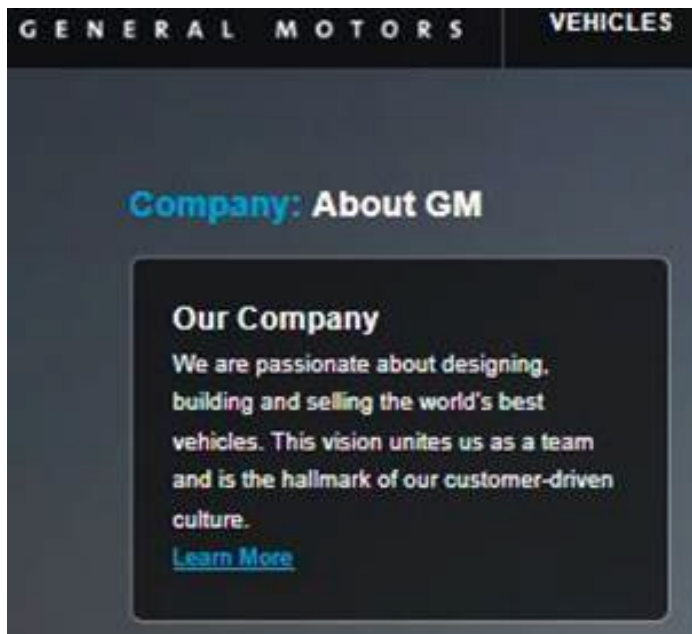 GENERAL MOTORS
VEHICLES
Company: About GM
Our Company
We are passionate about designing,
building and selling the world's best
vehicles. This vision unites us as a team
and is the hallmark of our customer-driven
culture.
Learn More